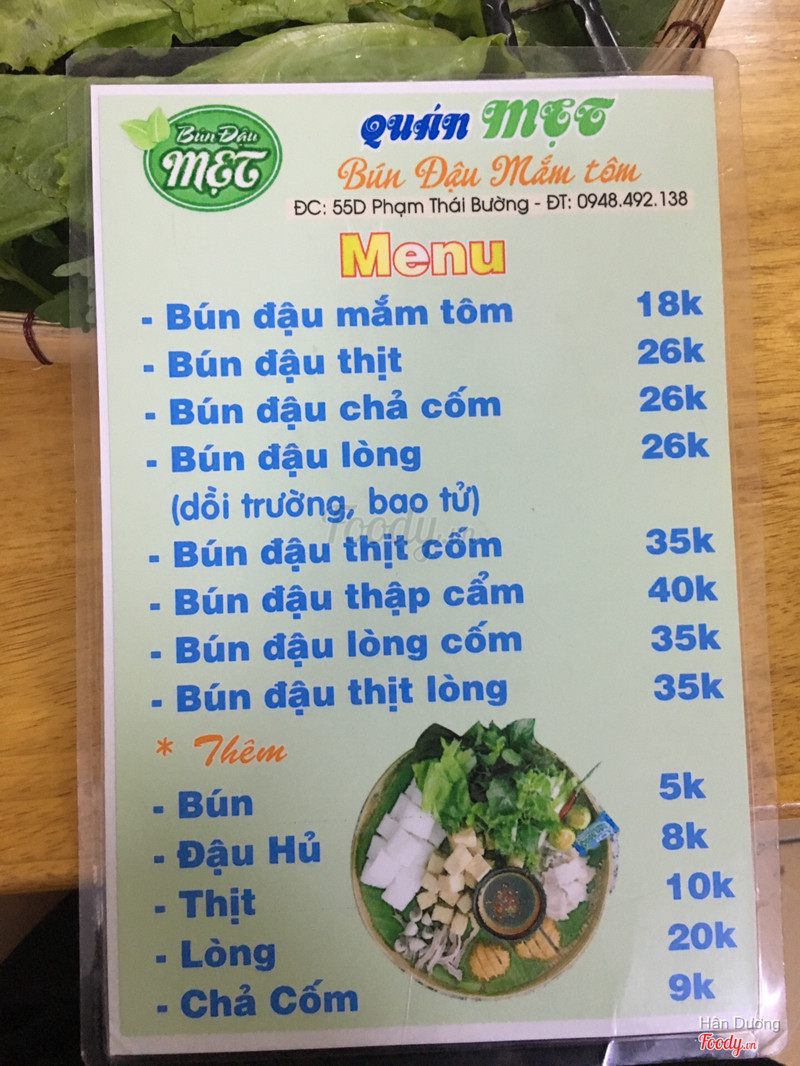 Bún Đậu
MẸT
QUÁN MẸT
Bún Đậu Mắm tôm
ĐC: 55D Phạm Thái Bường - ĐT: 0948.492.138
Menu
- Bún đậu mắm tôm 18k
- Bún đậu thịt 26k
- Bún đậu chả cốm 26k
- Bún đậu lòng 26k
(dồi trường, bao tử)
- Bún đậu thịt cốm 35k
- Bún đậu thập cẩm 40k
- Bún đậu lòng cốm 35k
- Bún đậu thịt lòng 35k
* Thêm
- Bún 5k
- Đậu Hủ 8k
- Thịt 10k
- Lòng 20k
- Chả Cốm 9k
Foody.vn
Hân Dương
Foody.vn